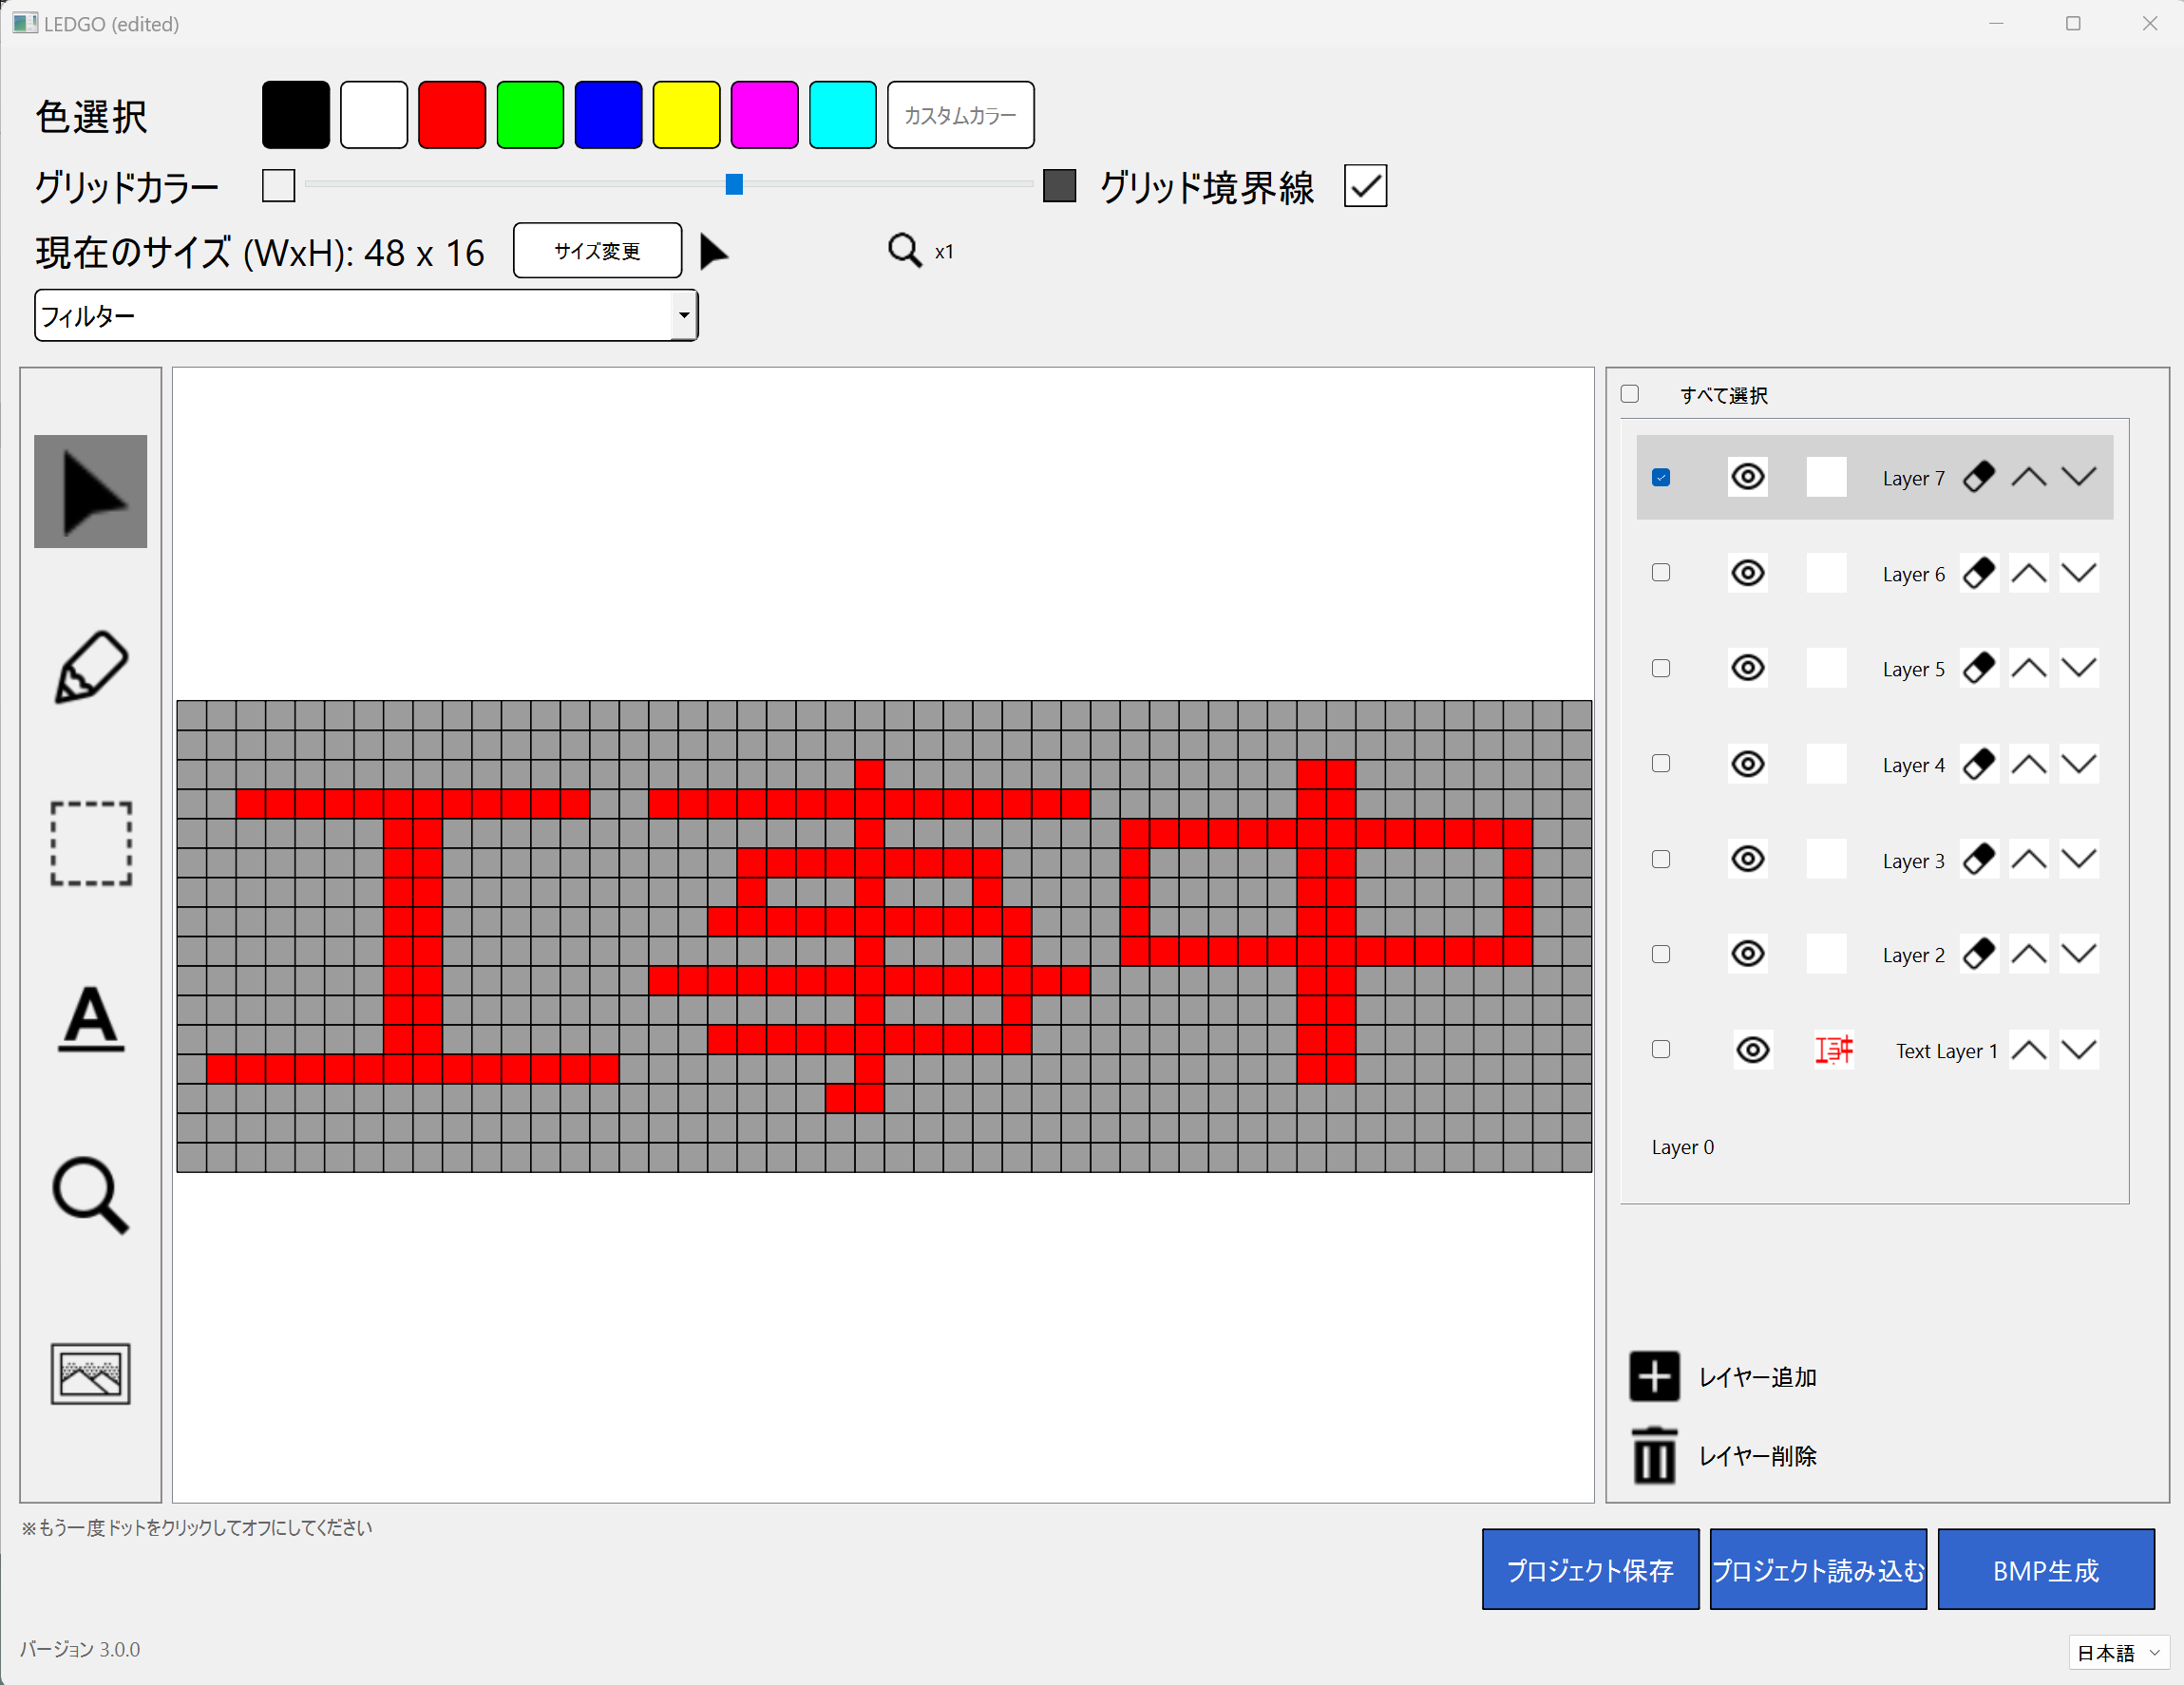 LEDGO (edited)
色選択
カスタムカラー
グリッドカラー
グリッド境界線
現在のサイズ (WxH): 48 x 16
サイズ変更
x1
フィルター
すべて選択
Layer 7
Layer 6
Layer 5
Layer 4
Layer 3
Layer 2
Text Layer 1
Layer 0
工事中
レイヤー追加
レイヤー削除
※もう一度ドットをクリックしてオフにしてください
プロジェクト保存
プロジェクト読み込む
BMP生成
バージョン 3.0.0
日本語